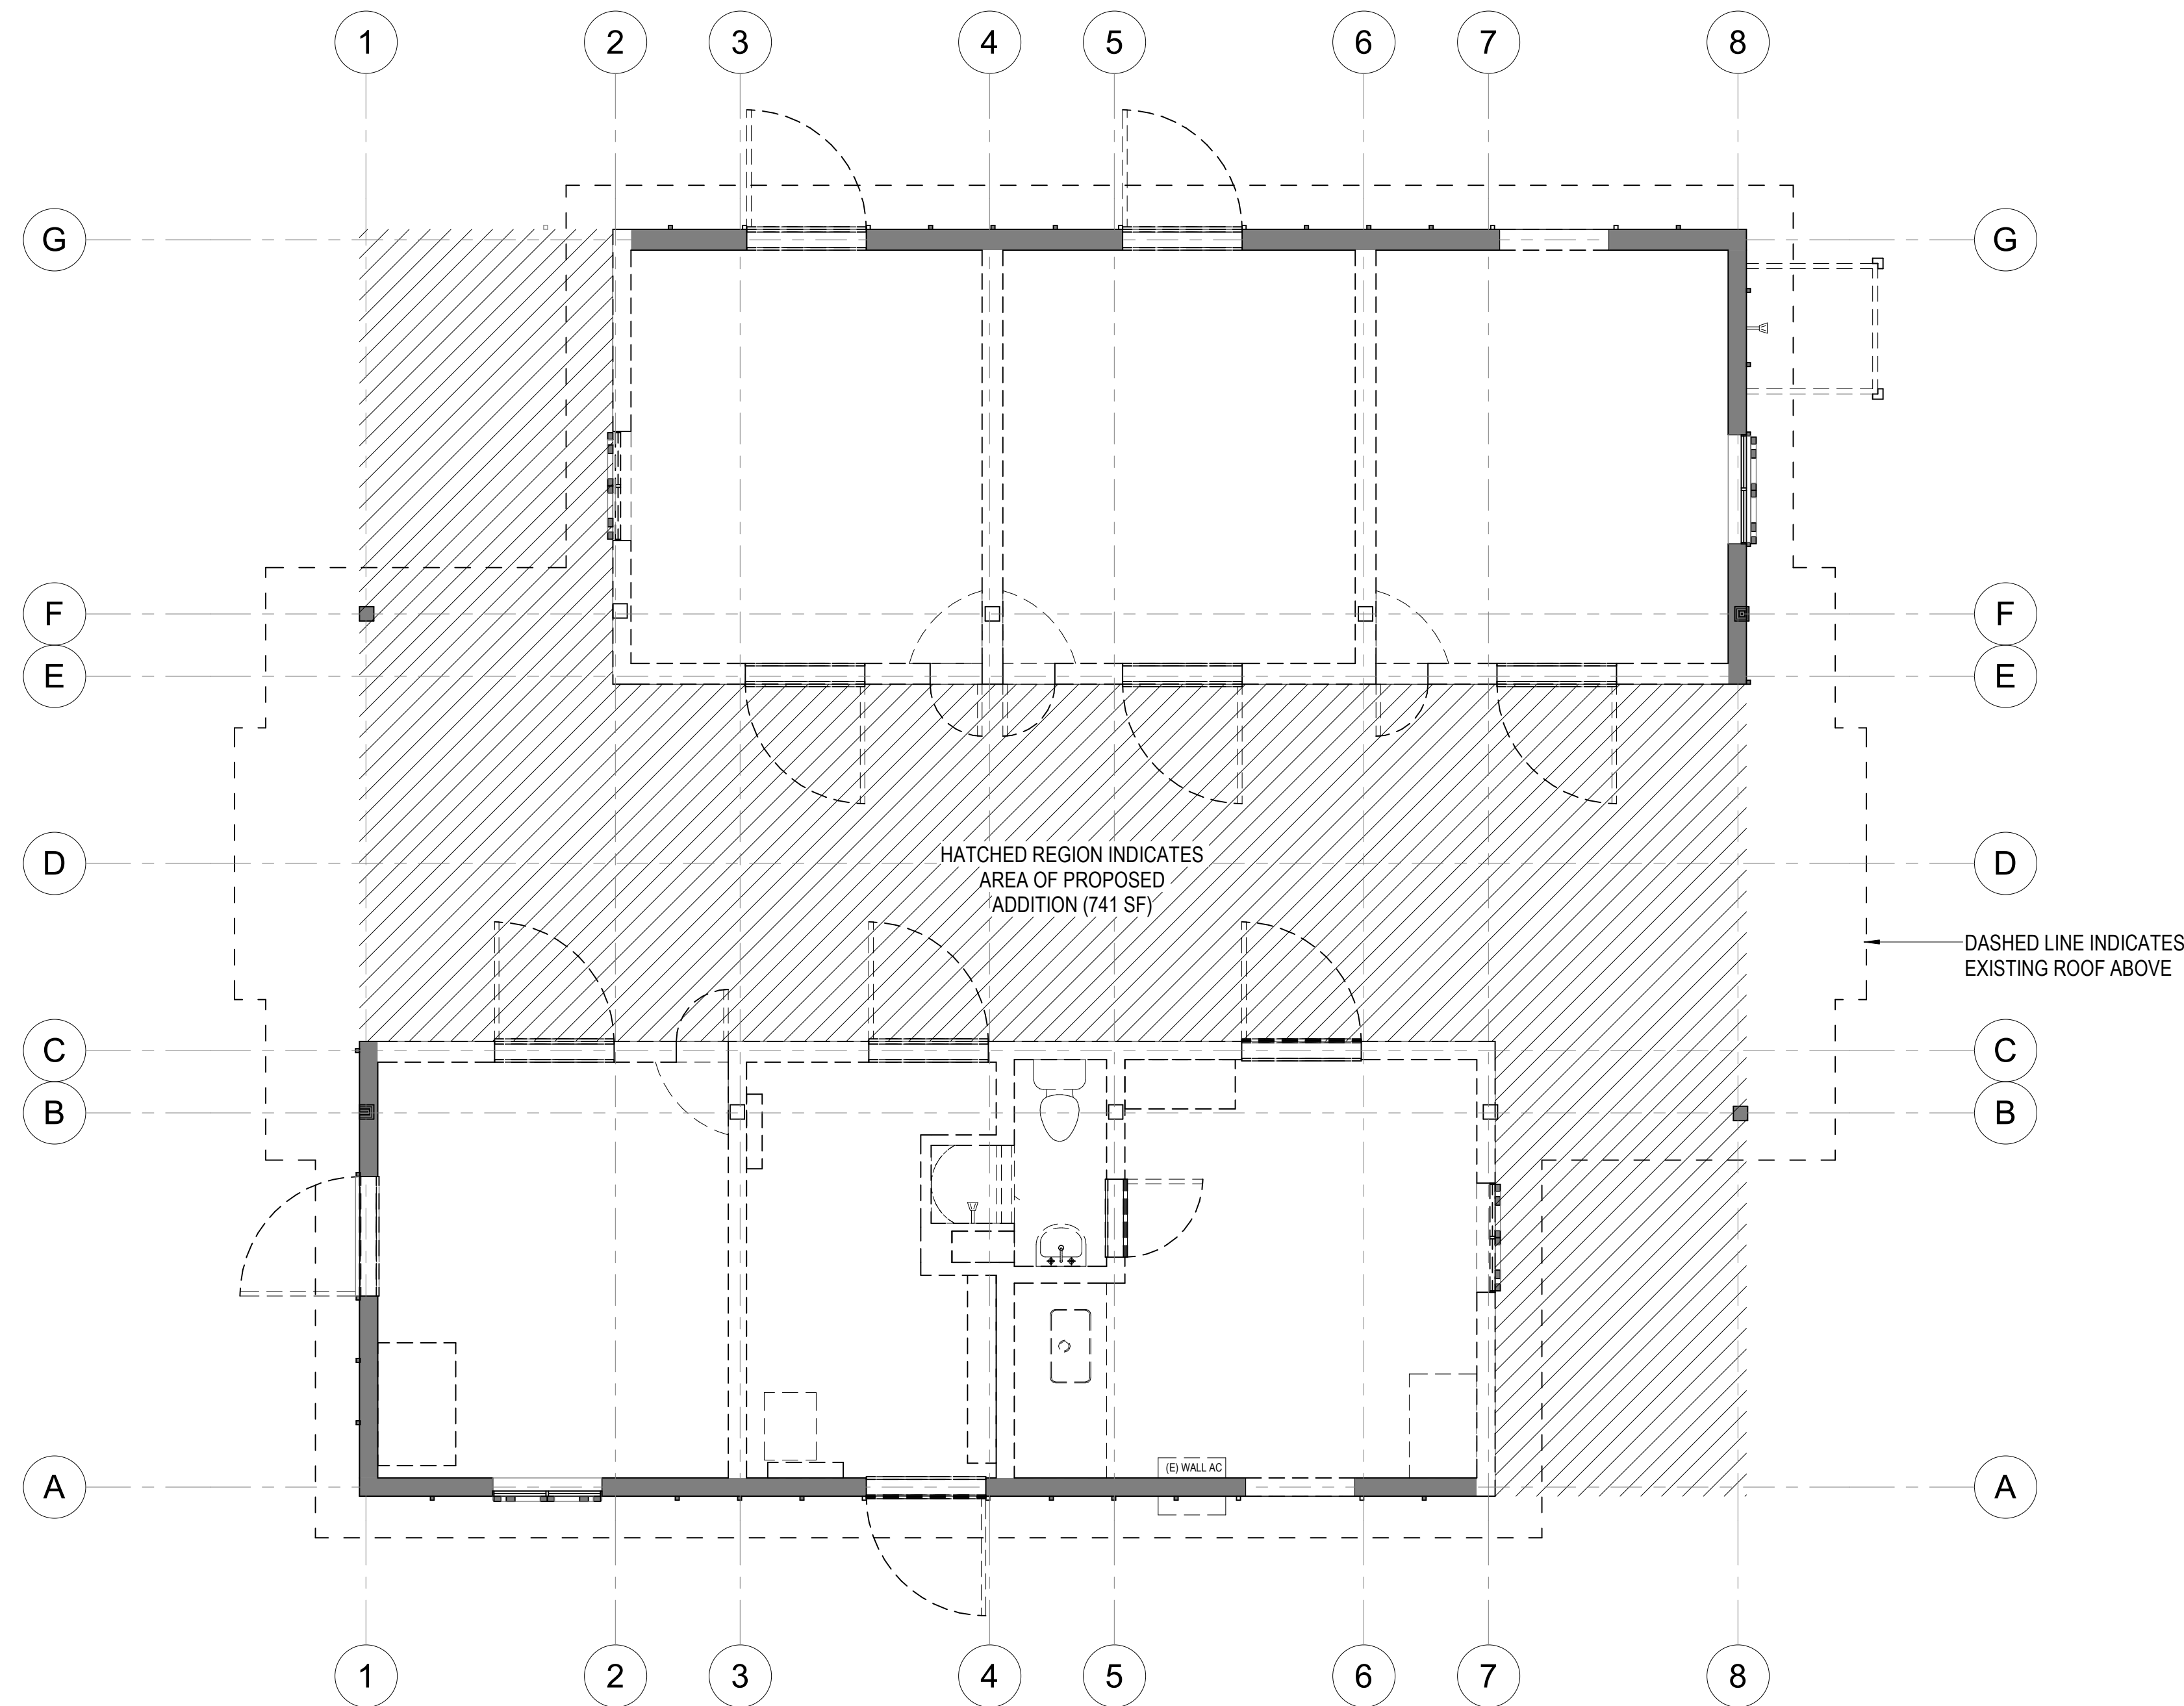 1 2 3 4 5 6 7 8
G G
F F
E E
D D
HATCHED REGION INDICATES
AREA OF PROPOSED
ADDITION (741 SF)
DASHED LINE INDICATES
EXISTING ROOF ABOVE
C C
B B
(E) WALL AC
A A
1 2 3 4 5 6 7 8